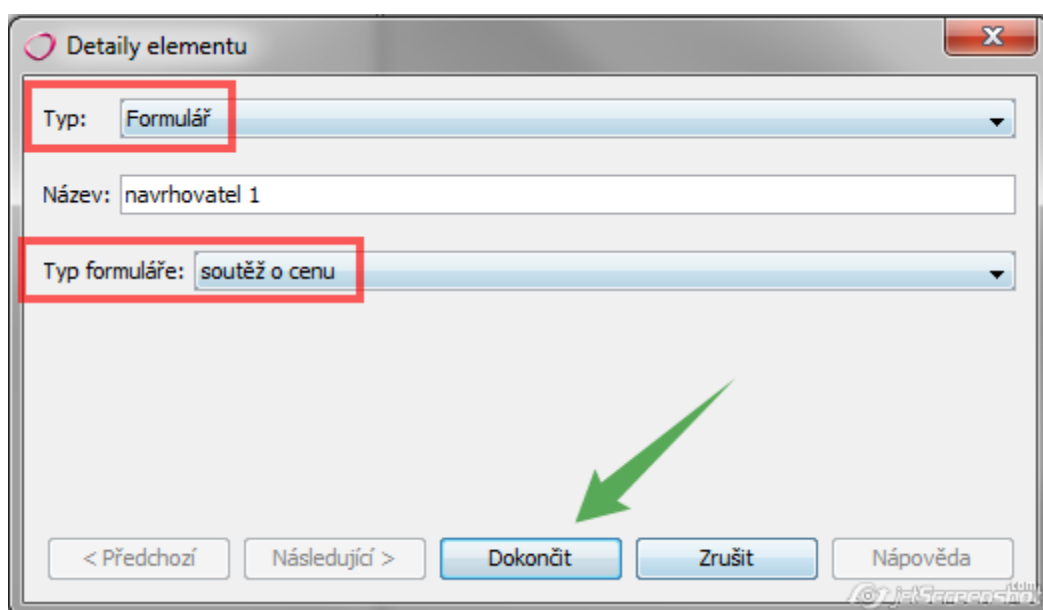 Detaily elementu
Typ: Formulář
Název: navrhovatel 1
Typ formuláře: soutěž o cenu
< Předchozí Následující > Dokončit Zrušit Nápověda
jetScreenshot